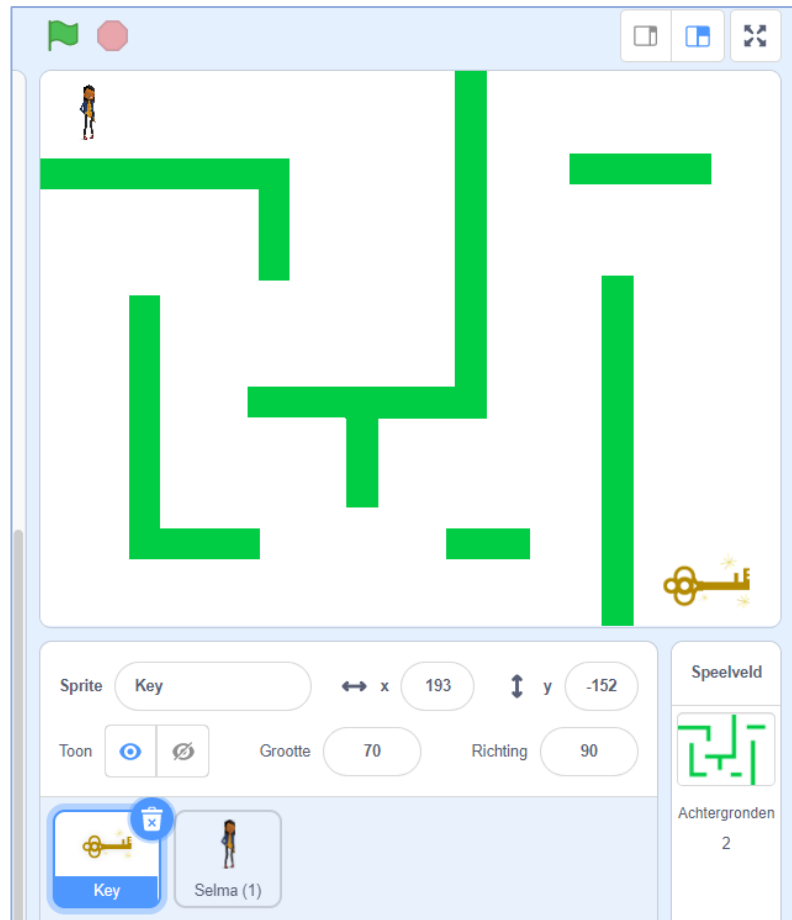 Sprite Key x 193 y -152
Speelveld
Toon Grootte 70 Richting 90
Achtergronden
2
Key
Selma (1)